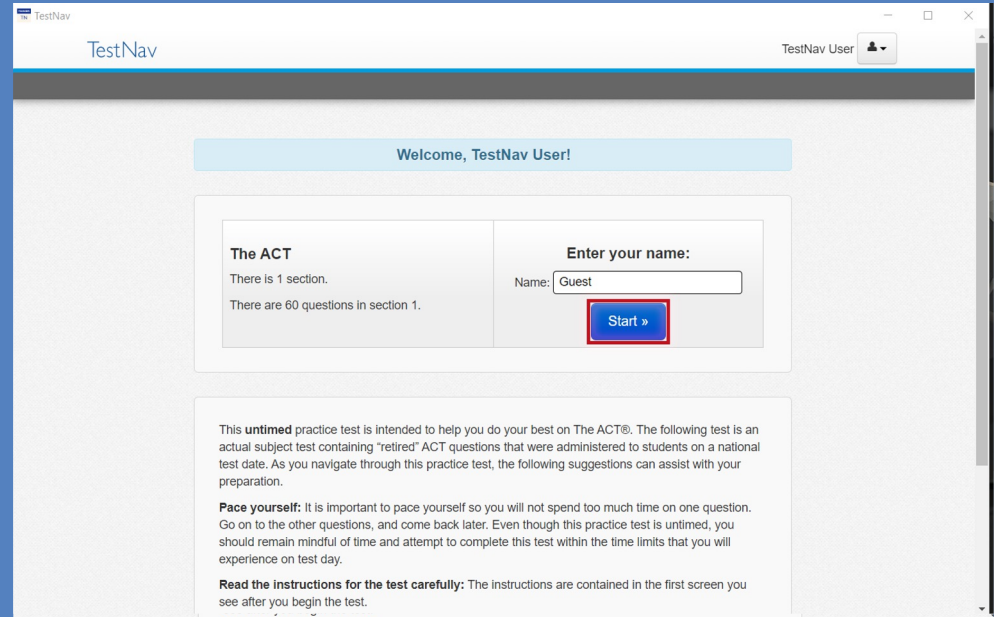 TestNav
TestNav
TestNav User
Welcome, TestNav User!
The ACT
There is 1 section.
There are 60 questions in section 1.
Enter your name:
Name: Guest
Start »
This untimed practice test is intended to help you do your best on The ACT®. The following test is an
actual subject test containing “retired” ACT questions that were administered to students on a national
test date. As you navigate through this practice test, the following suggestions can assist with your
preparation.
Pace yourself: It is important to pace yourself so you will not spend too much time on one question.
Go on to the other questions, and come back later. Even though this practice test is untimed, you
should remain mindful of time and attempt to complete this test within the time limits that you will
experience on test day.
Read the instructions for the test carefully: The instructions are contained in the first screen you
see after you begin the test.